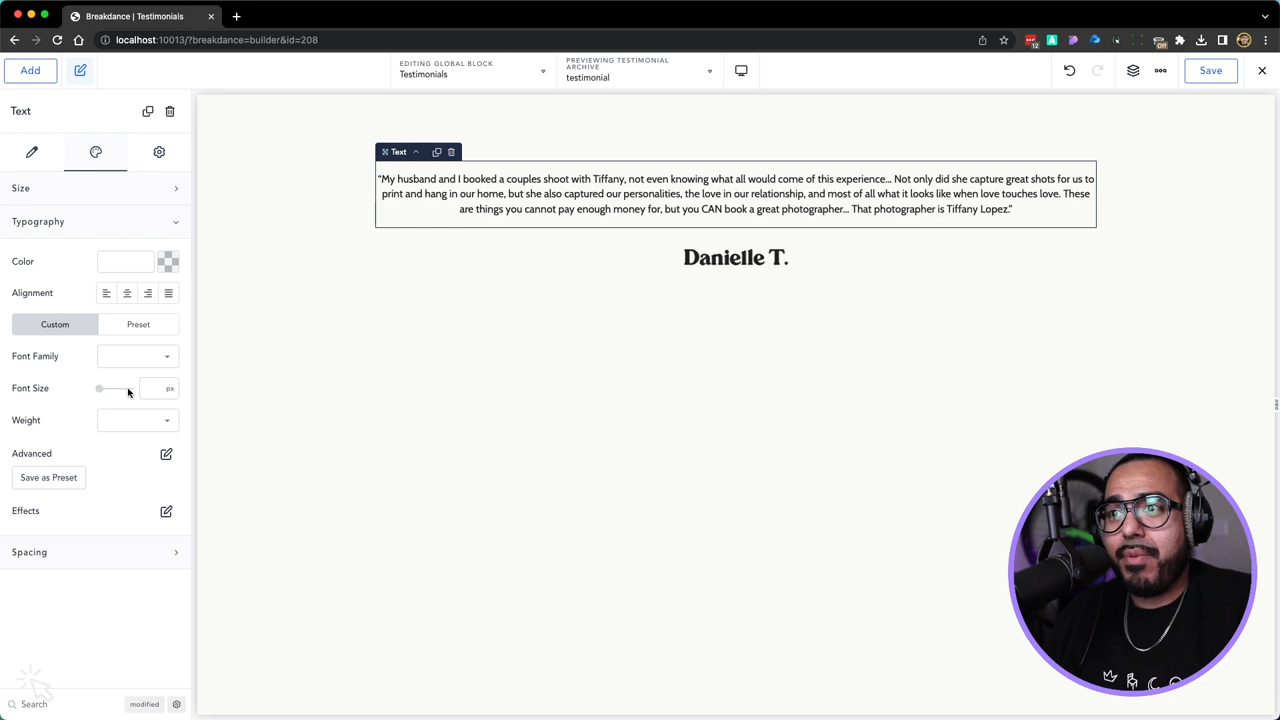 Breakdance | Testimonials
localhost:10013/?breakdance=builder&id=208
12
Off
Add
EDITING GLOBAL BLOCK
Testimonials
PREVIEWING TESTIMONIAL
ARCHIVE
testimonial
Save
Text
Size
Typography
Color
Alignment
Custom
Preset
Font Family
Font Size
px
Weight
Advanced
Save as Preset
Effects
Spacing
Search
modified
Text
“My husband and I booked a couples shoot with Tiffany, not even knowing what all would come of this experience... Not only did she capture great shots for us to
print and hang in our home, but she also captured our personalities, the love in our relationship, and most of all what it looks like when love touches love. These
are things you cannot pay enough money for, but you CAN book a great photographer... That photographer is Tiffany Lopez.”
Danielle T.